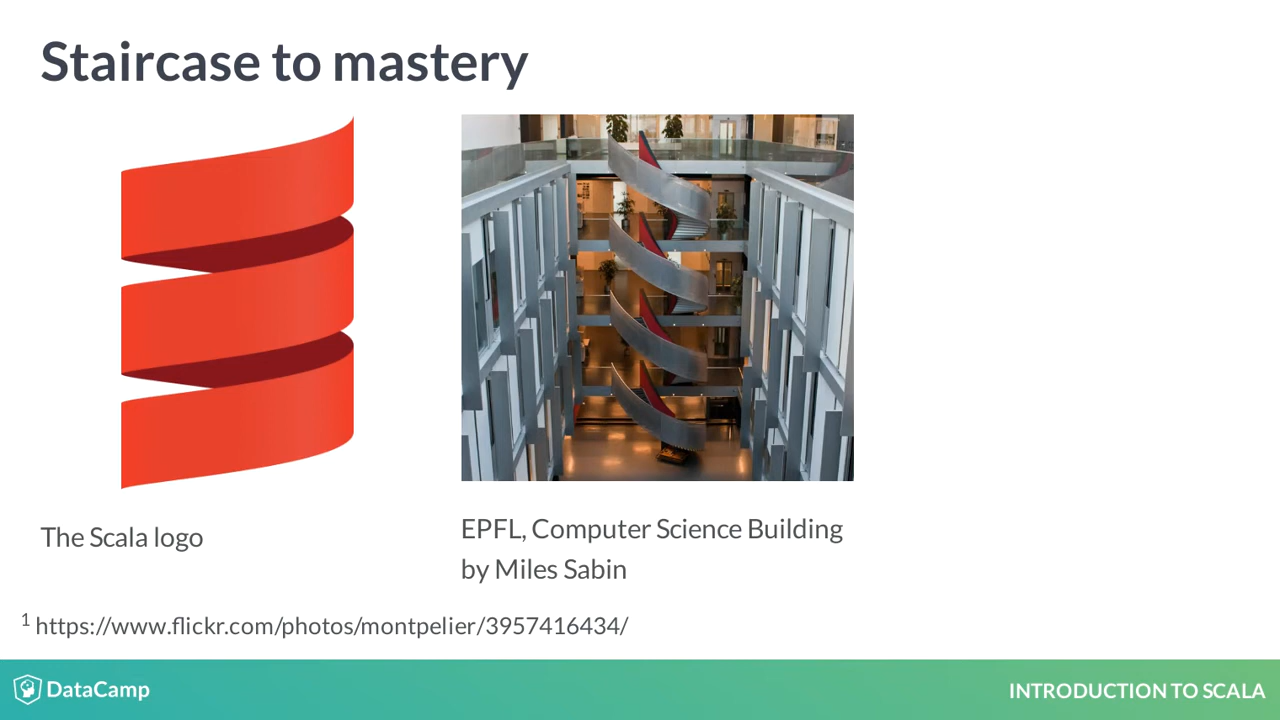 Staircase to mastery
The Scala logo
EPFL, Computer Science Building
by Miles Sabin
1 https://www.flickr.com/photos/montpelier/3957416434/
DataCamp
INTRODUCTION TO SCALA